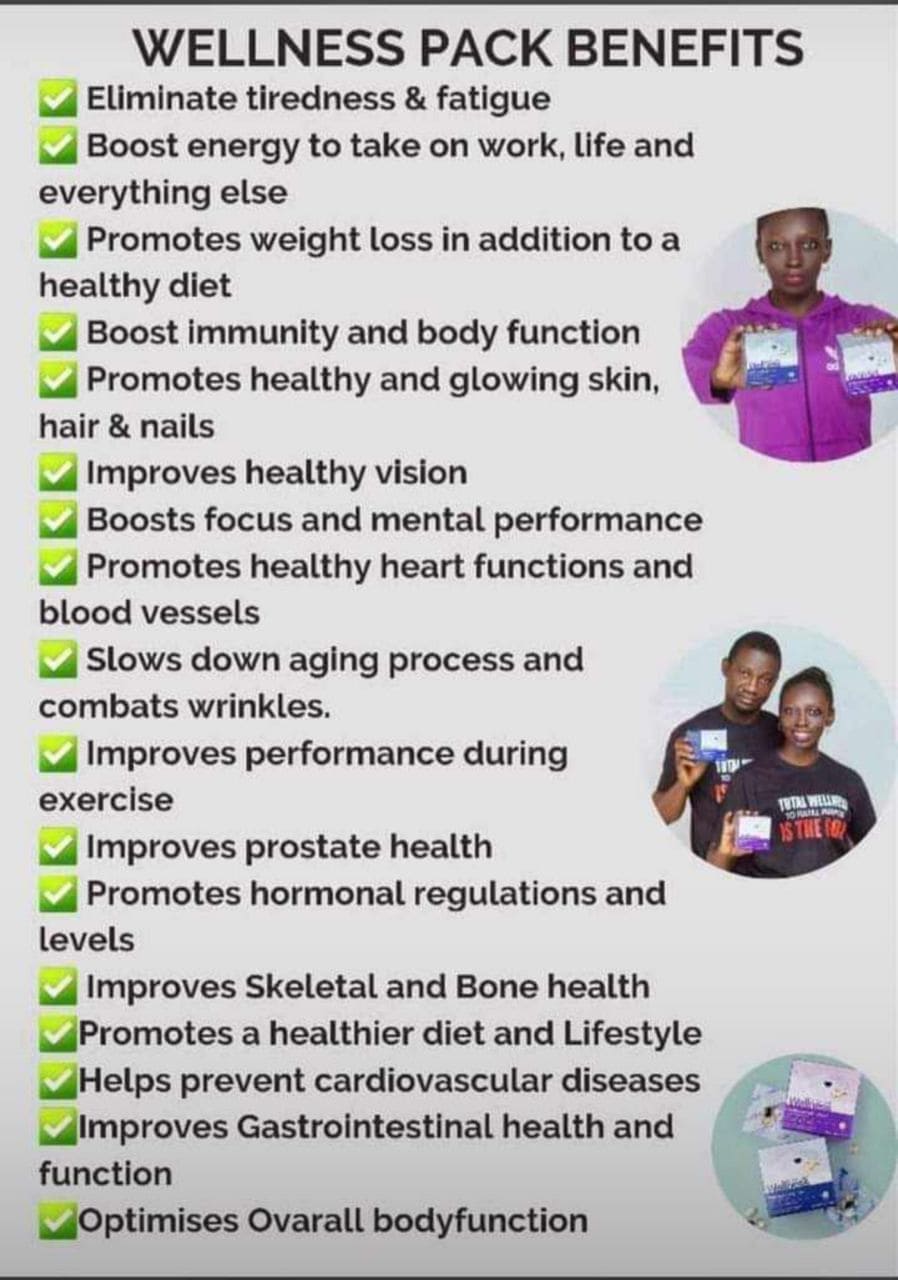 WELLNESS PACK BENEFITS
✅ Eliminate tiredness & fatigue
✅ Boost energy to take on work, life and
everything else
✅ Promotes weight loss in addition to a
healthy diet
✅ Boost immunity and body function
✅ Promotes healthy and glowing skin,
hair & nails
✅ Improves healthy vision
✅ Boosts focus and mental performance
✅ Promotes healthy heart functions and
blood vessels
✅ Slows down aging process and
combats wrinkles.
✅ Improves performance during
exercise
✅ Improves prostate health
✅ Promotes hormonal regulations and
levels
✅ Improves Skeletal and Bone health
✅Promotes a healthier diet and Lifestyle
✅Helps prevent cardiovascular diseases
✅Improves Gastrointestinal health and
function
✅Optimises Ovarall bodyfunction
TOTAL
TOTAL
IS THE